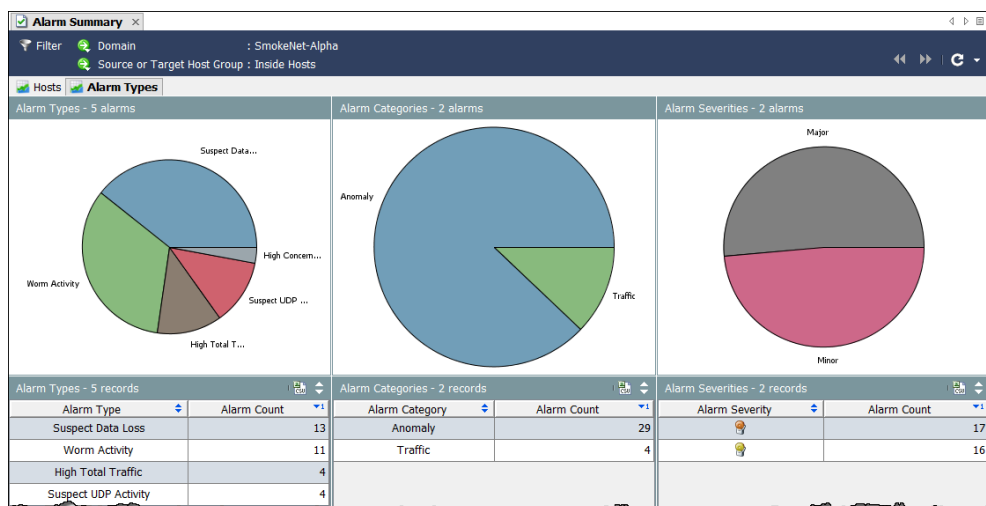 Alarm Summary
Filter Domain : SmokeNet-Alpha
Source or Target Host Group : Inside Hosts
Hosts Alarm Types
Alarm Types - 5 alarms
Suspect Data...
Worm Activity
High Concern...
Suspect UDP ...
High Total T...
Alarm Categories - 2 alarms
Anomaly
Traffic
Alarm Severities - 2 alarms
Major
Minor
Alarm Types - 5 records
Alarm Type Alarm Count
Suspect Data Loss 13
Worm Activity 11
High Total Traffic 4
Suspect UDP Activity 4
Alarm Categories - 2 records
Alarm Category Alarm Count
Anomaly 29
Traffic 4
Alarm Severities - 2 records
Alarm Severity Alarm Count
17
16